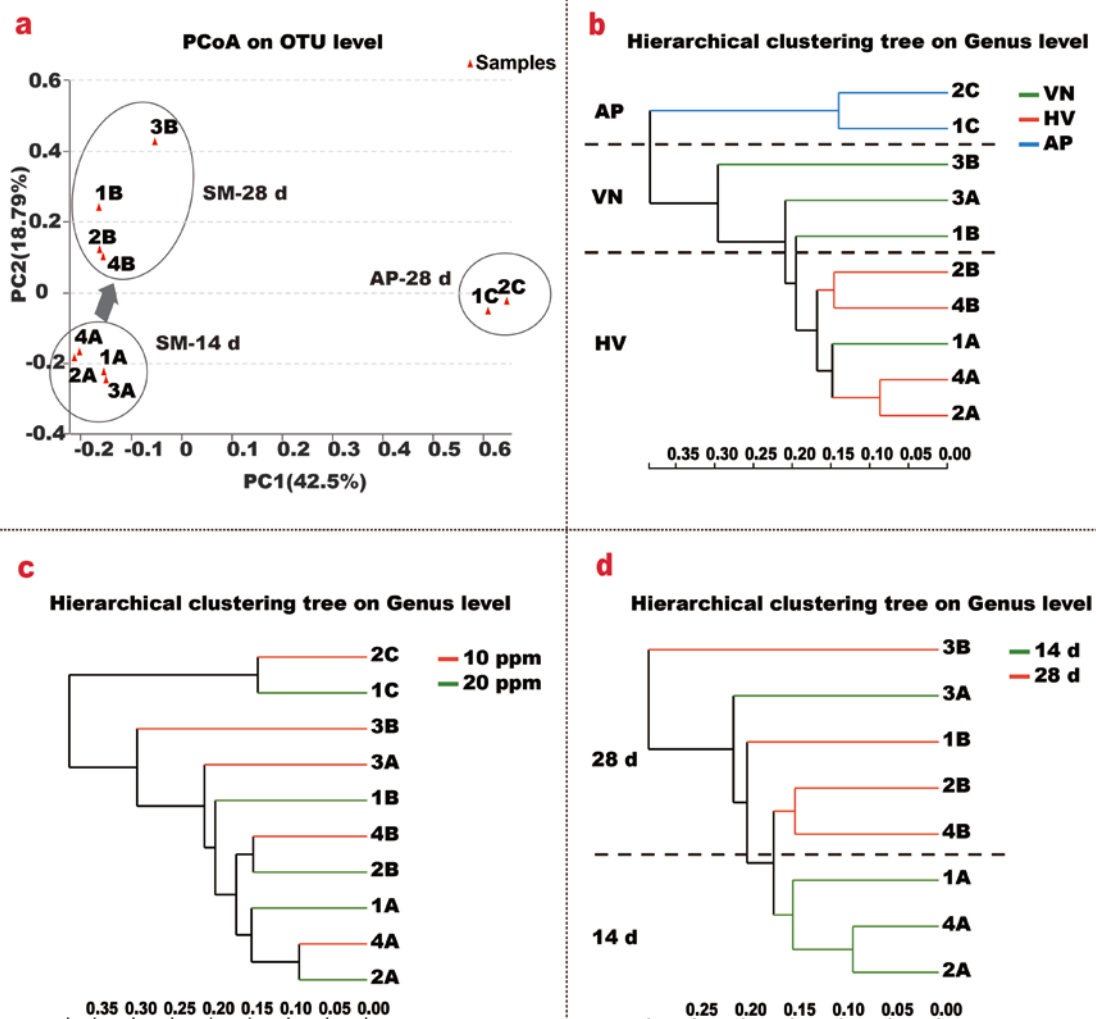 a
PCoA on OTU level
Samples
0.6
0.4
0.2
0
-0.2
-0.4
PC2(18.79%)
3B
1B
SM-28 d
2B
4B
AP-28 d
1C
2C
4A
SM-14 d
1A
2A
3A
-0.2 -0.1 0 0.1 0.2 0.3 0.4 0.5 0.6
PC1(42.5%)
b
Hierarchical clustering tree on Genus level
VN
HV
AP
AP
VN
HV
2C
1C
3B
3A
1B
2B
4B
1A
4A
2A
0.35 0.30 0.25 0.20 0.15 0.10 0.05 0.00
c
Hierarchical clustering tree on Genus level
10 ppm
20 ppm
2C
1C
3B
3A
1B
4B
2B
1A
4A
2A
0.35 0.30 0.25 0.20 0.15 0.10 0.05 0.00
d
Hierarchical clustering tree on Genus level
14 d
28 d
28 d
14 d
3B
3A
1B
2B
4B
1A
4A
2A
0.25 0.20 0.15 0.10 0.05 0.00